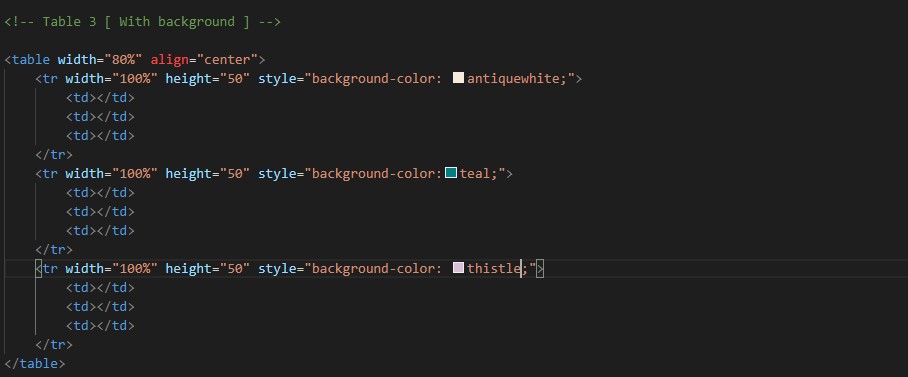 <!-- Table 3 [ With background ] -->
<table width="80%" align="center">
<tr width="100%" height="50" style="background-color: antiquewhite;">
<td></td>
<td></td>
<td></td>
</tr>
<tr width="100%" height="50" style="background-color:teal;">
<td></td>
<td></td>
<td></td>
</tr>
<tr width="100%" height="50" style="background-color: thistle;">
<td></td>
<td></td>
<td></td>
</tr>
</table>